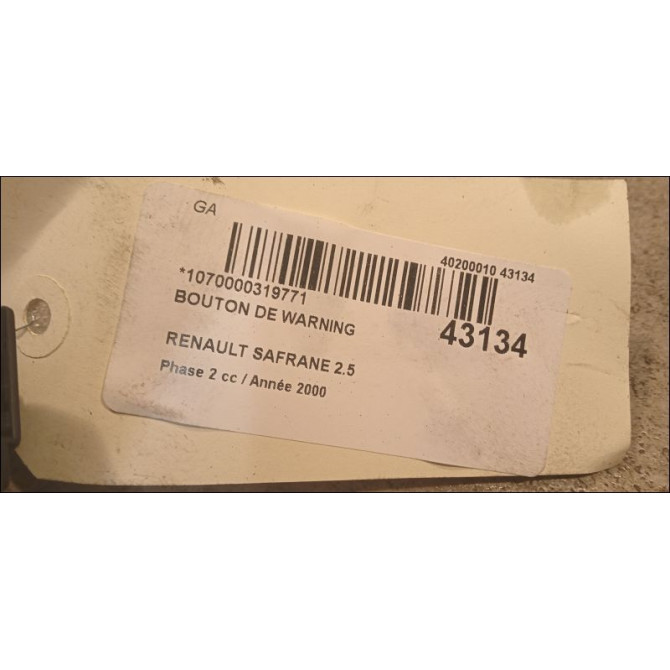 GA
40200010 43134
*1070000319771
BOUTON DE WARNING
43134
RENAULT SAFRANE 2.5
Phase 2 cc / Année 2000